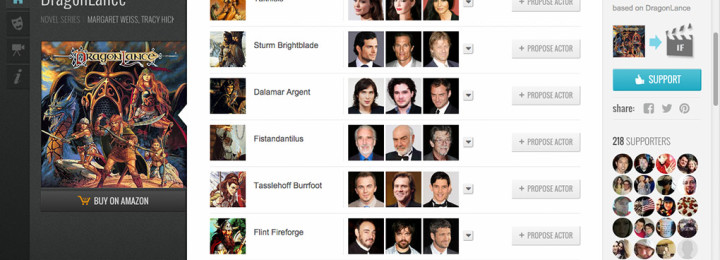 DragonLance
NOVEL SERIES
MARGARET WEISS, TRACY HICK
DRAGONLANCE
BUY ON AMAZON
+ PROPOSE ACTOR
Sturm Brightblade
+ PROPOSE ACTOR
Dalamar Argent
+ PROPOSE ACTOR
Fistandantilus
+ PROPOSE ACTOR
Tasslehoff Burrfoot
+ PROPOSE ACTOR
Flint Fireforge
+ PROPOSE ACTOR
based on DragonLance
IF
SUPPORT
share:
218 SUPPORTERS